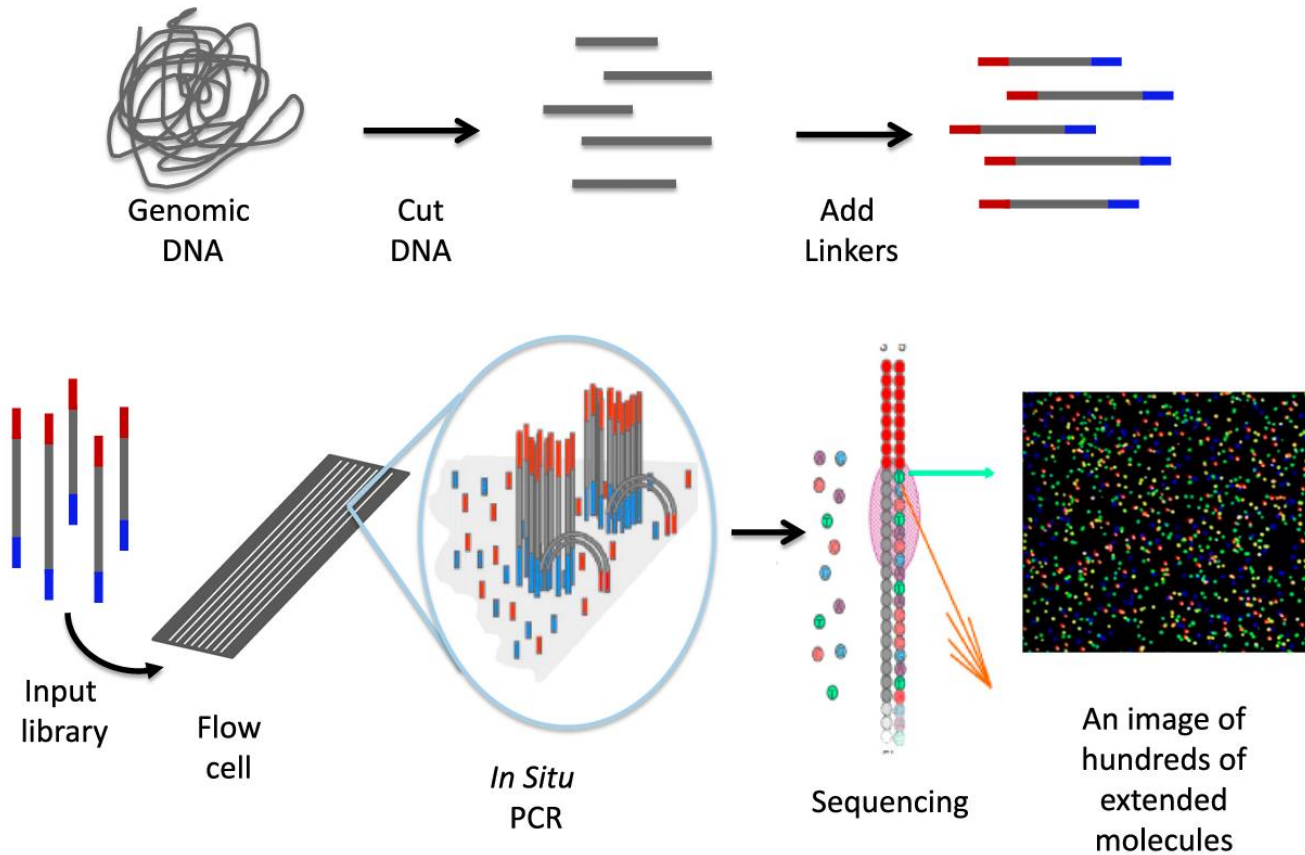 Genomic
DNA
Cut
DNA
Add
Linkers
Input
library
Flow
cell
In Situ
PCR
Sequencing
An image of
hundreds of
extended
molecules